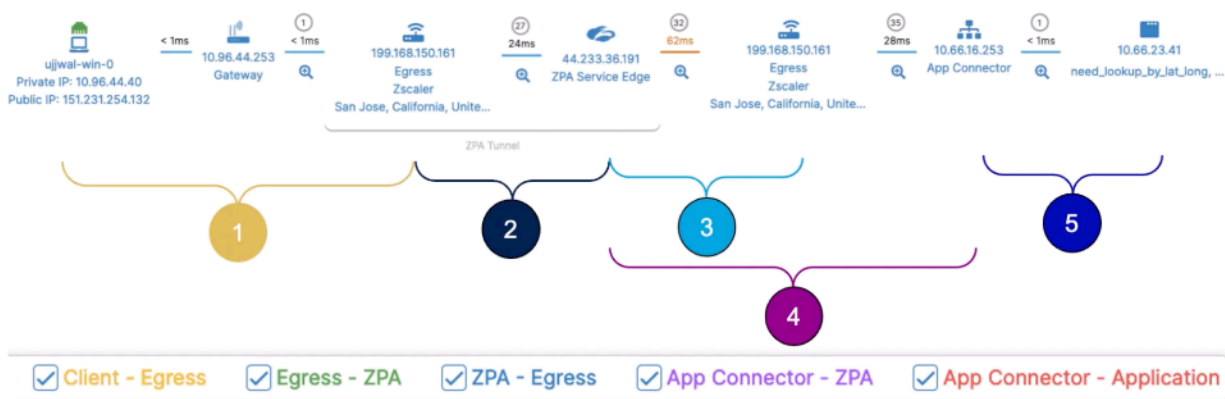 ujjwal-win-0
Private IP: 10.96.44.40
Public IP: 151.231.254.132
< 1ms
10.96.44.253
Gateway
1
< 1ms
199.168.150.161
Egress
Zscaler
San Jose, California, Unite...
27
24ms
44.233.36.191
ZPA Service Edge
32
62ms
199.168.150.161
Egress
Zscaler
San Jose, California, Unite...
35
28ms
10.66.16.253
App Connector
1
< 1ms
10.66.23.41
need_lookup_by_lat_long, ...
ZPA Tunnel
1
2
3
5
4
Client - Egress
Egress - ZPA
ZPA - Egress
App Connector - ZPA
App Connector - Application